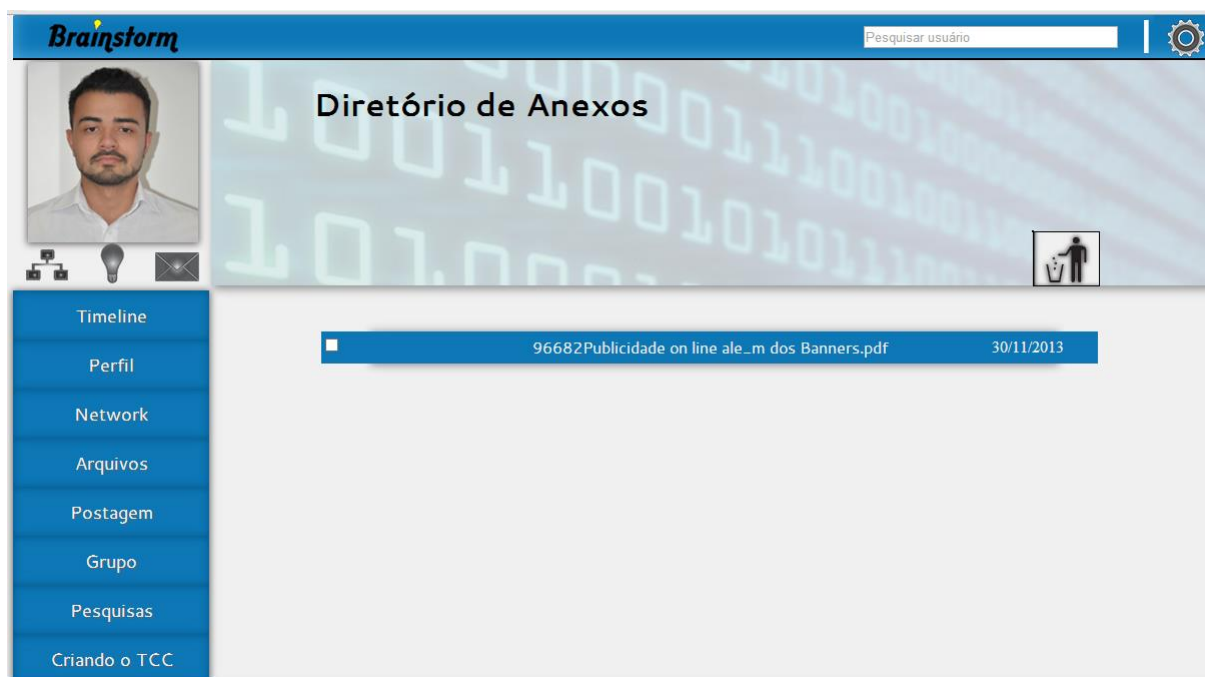 Brainstorm
Pesquisar usuário
Diretório de Anexos
Timeline
Perfil
Network
Arquivos
Postagem
Grupo
Pesquisas
Criando o TCC
96682Publicidade on line ale_m dos Banners.pdf 30/11/2013